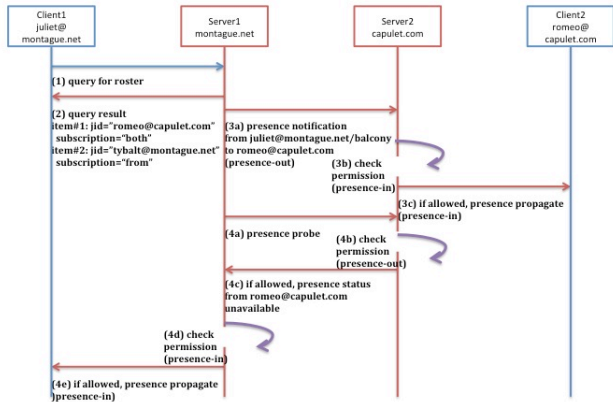 Client1
juliet@
montague.net
Server1
montague.net
Server2
capulet.com
Client2
romeo@
capulet.com
(1) query for roster
(2) query result
item#1: jid="romeo@capulet.com"
subscription="both"
item#2: jid="tybalt@montague.net"
subscription="from"
(3a) presence notification
from juliet@montague.net/balcony
to romeo@capulet.com
(presence-out)
(3b) check
permission
(presence-in)
(3c) if allowed, presence propagate
(presence-in)
(4a) presence probe
(4b) check
permission
(presence-out)
(4c) if allowed, presence status
from romeo@capulet.com
unavailable
(4d) check
permission
(presence-in)
(4e) if allowed, presence propagate
)presence-in)